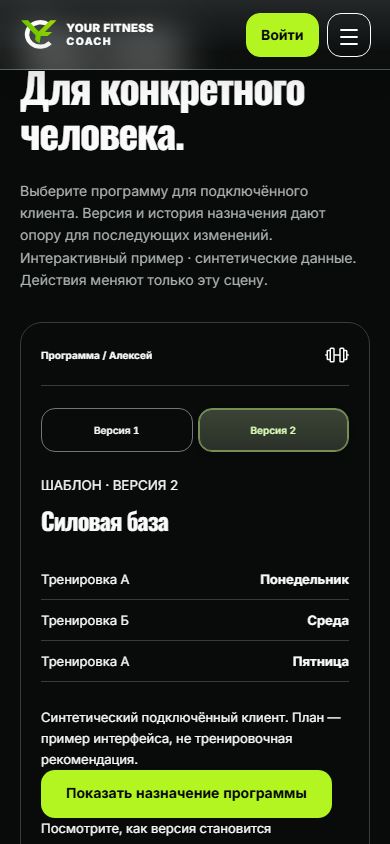 YOUR FITNESS
COACH
Войти
Для конкретного
человека.
Выберите программу для подключённого
клиента. Версия и история назначения дают
опору для последующих изменений.
Интерактивный пример · синтетические данные.
Действия меняют только эту сцену.
Программа / Алексей
Версия 1
Версия 2
ШАБЛОН · ВЕРСИЯ 2
Силовая база
Тренировка А
Понедельник
Тренировка Б
Среда
Тренировка А
Пятница
Синтетический подключённый клиент. План —
пример интерфейса, не тренировочная
рекомендация.
Показать назначение программы
Посмотрите, как версия становится